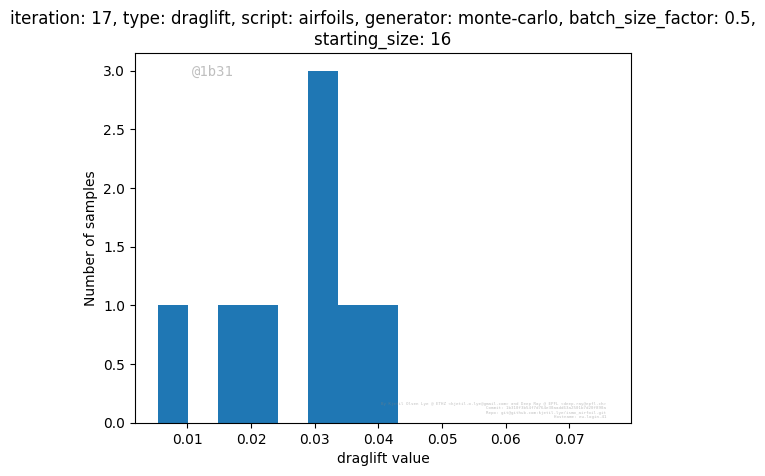 iteration: 17, type: draglift, script: airfoils, generator: monte-carlo, batch_size_factor: 0.5,
starting_size: 16
@1b31
3.0
2.5
2.0
1.5
1.0
0.5
0.0
Number of samples
0.01 0.02 0.03 0.04 0.05 0.06 0.07
draglift value